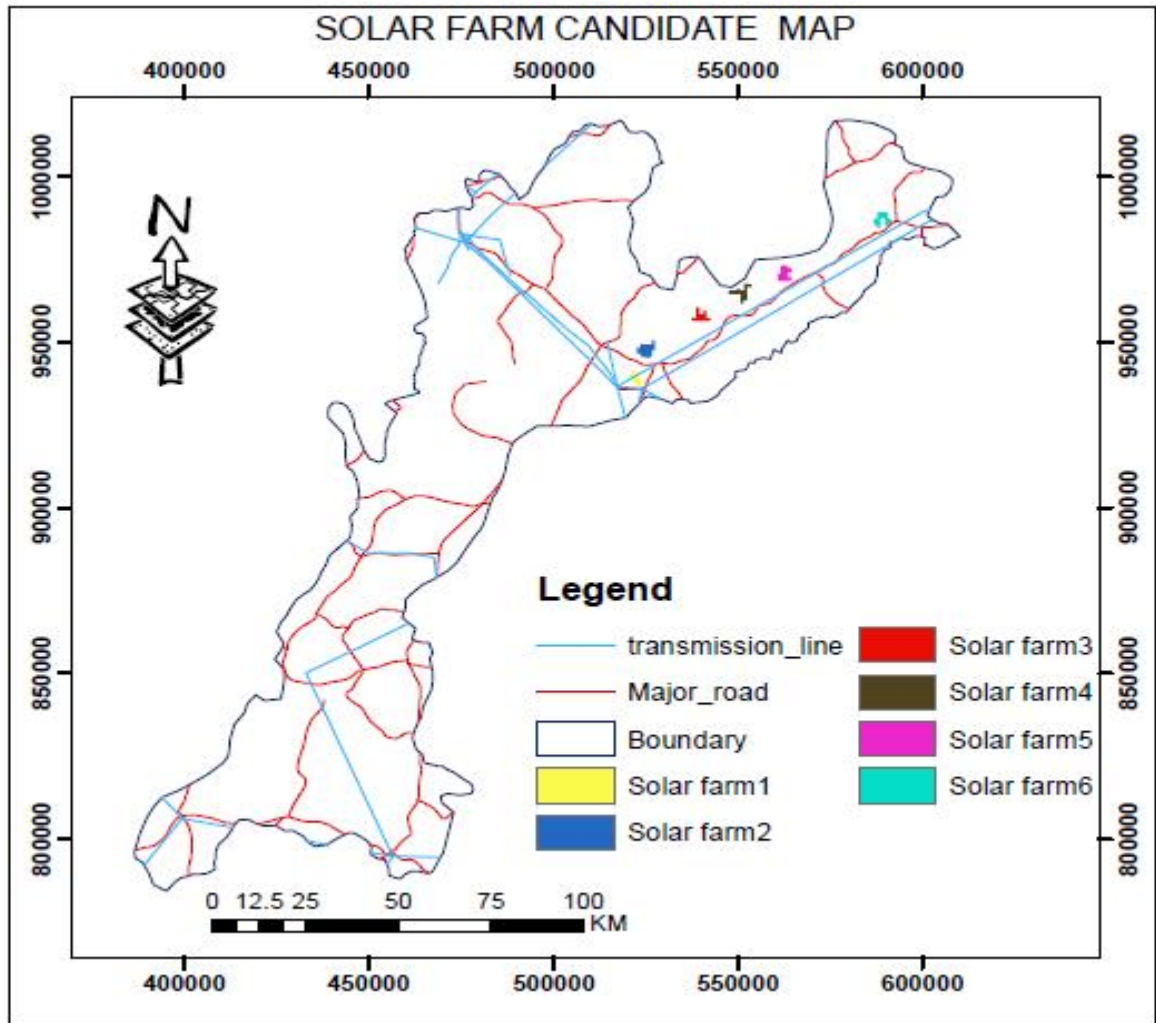 SOLAR FARM CANDIDATE MAP
400000 450000 500000 550000 600000
1000000 1000000
N
950000 950000
900000 900000
Legend
transmission_line Solar farm3
850000 850000
Major_road Solar farm4
Boundary Solar farm5
Solar farm1 Solar farm6
Solar farm2
800000 800000
0 12.5 25 50 75 100
KM
400000 450000 500000 550000 600000